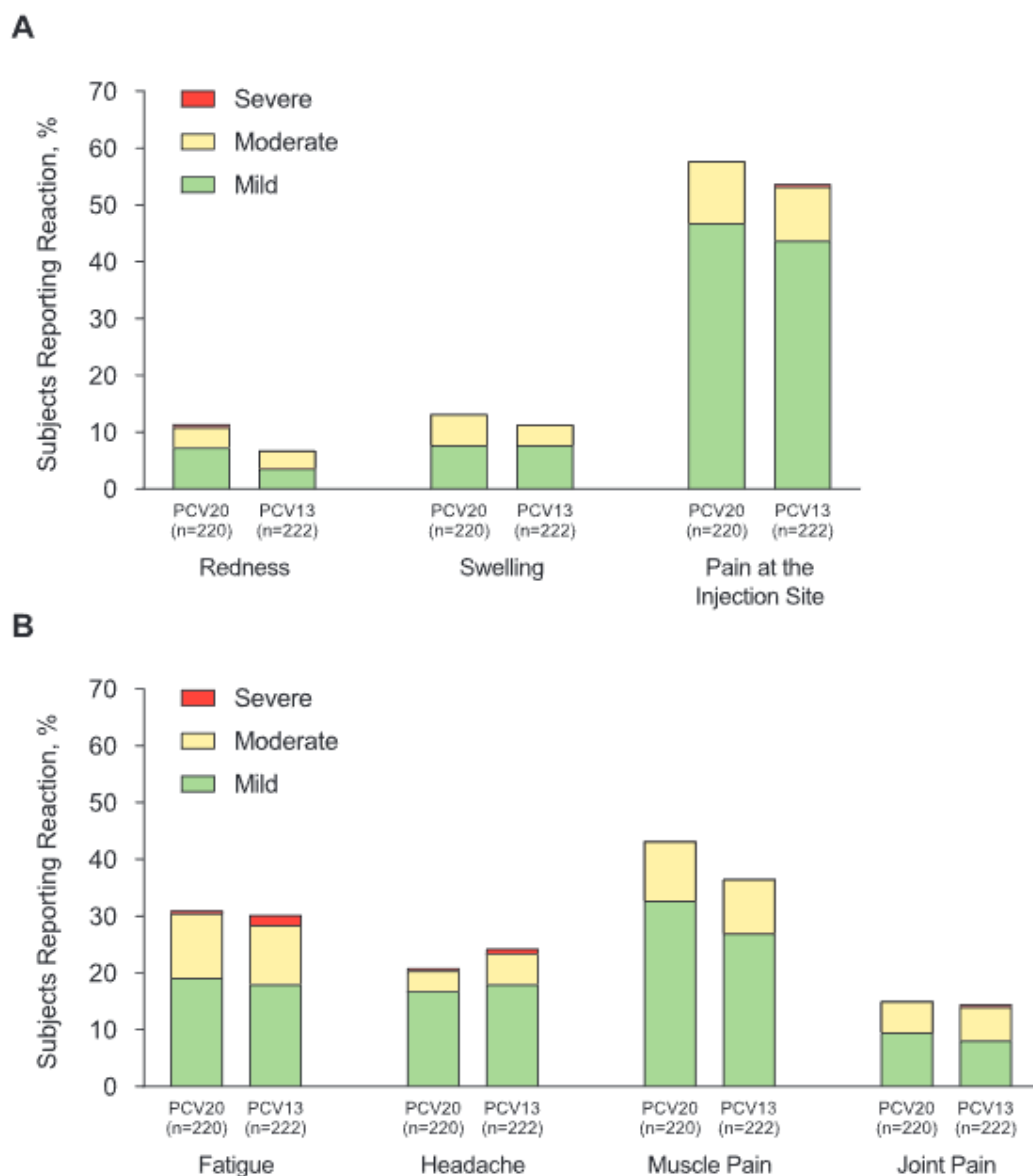 A
Subjects Reporting Reaction, %
70
60
50
40
30
20
10
0
Severe
Moderate
Mild
PCV20 PCV13 PCV20 PCV13 PCV20 PCV13
(n=220) (n=222) (n=220) (n=222) (n=220) (n=222)
Redness Swelling Pain at the
Injection Site
B
Subjects Reporting Reaction, %
70
60
50
40
30
20
10
0
Severe
Moderate
Mild
PCV20 PCV13 PCV20 PCV13 PCV20 PCV13 PCV20 PCV13
(n=220) (n=222) (n=220) (n=222) (n=220) (n=222) (n=220) (n=222)
Fatigue Headache Muscle Pain Joint Pain